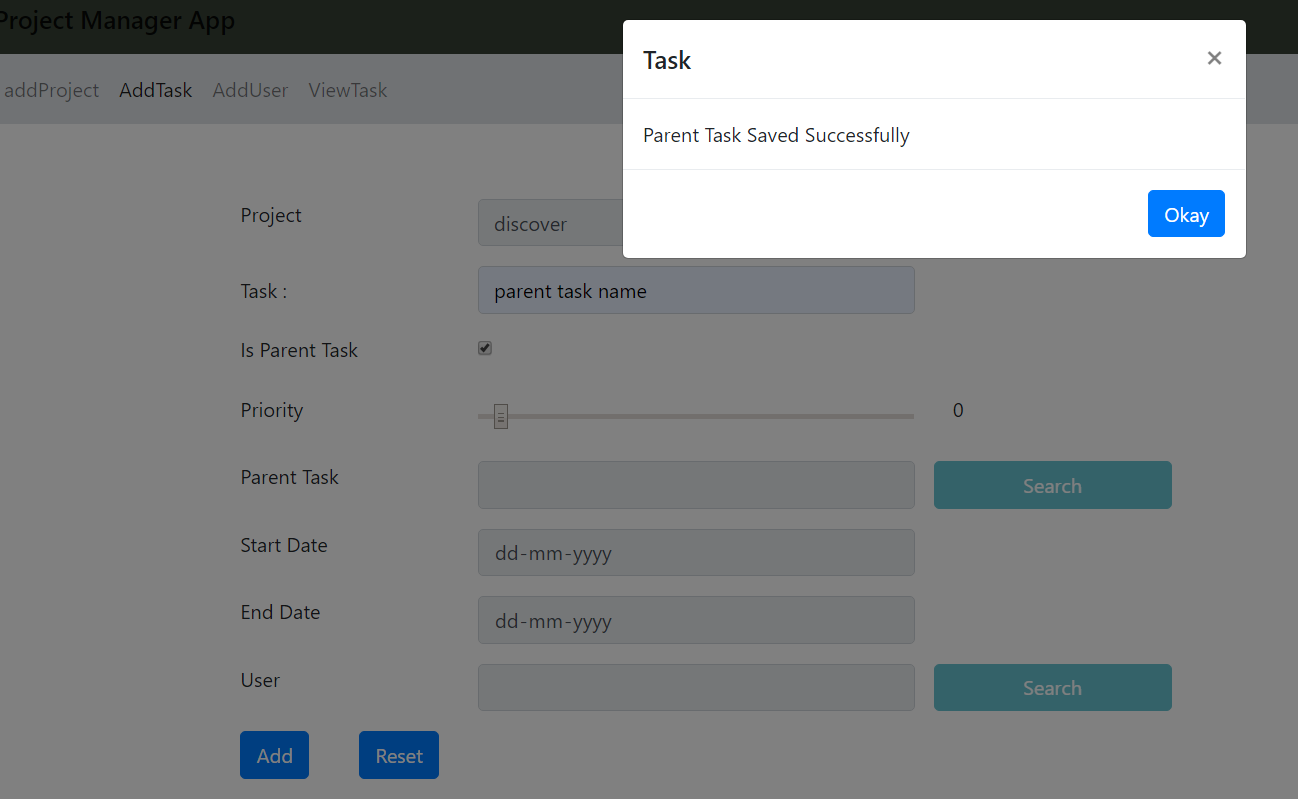 Project Manager App
addProject AddTask AddUser ViewTask
Task ×
Parent Task Saved Successfully
Okay
Project discover
Task : parent task name
Is Parent Task
Priority 0
Parent Task Search
Start Date dd-mm-yyyy
End Date dd-mm-yyyy
User Search
Add Reset